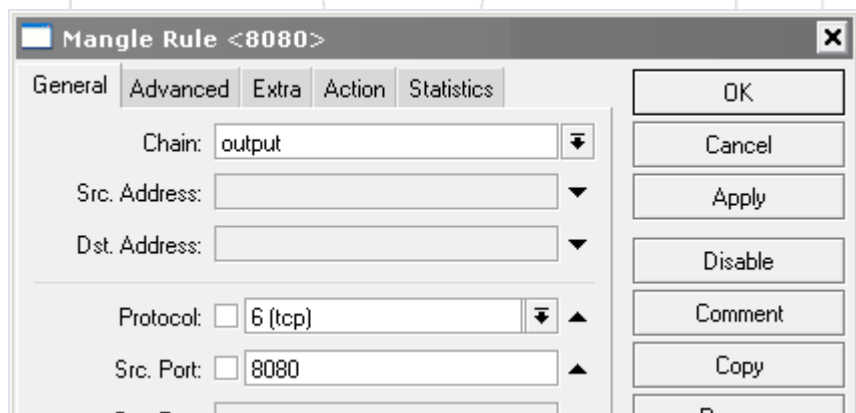 Mangle Rule <8080>
General Advanced Extra Action Statistics
OK
Chain: output
Cancel
Src. Address:
Apply
Dst. Address:
Disable
Protocol: 6 (tcp)
Comment
Src. Port: 8080
Copy